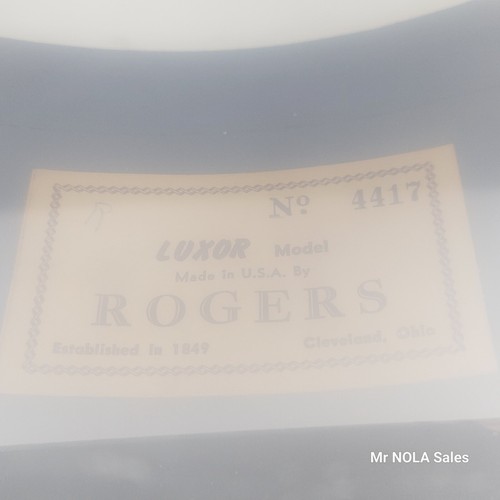 Nº 4417
LUXOR Model
Made in U.S.A. By
ROGERS
Established in 1849 Cleveland, Ohio
Mr NOLA Sales